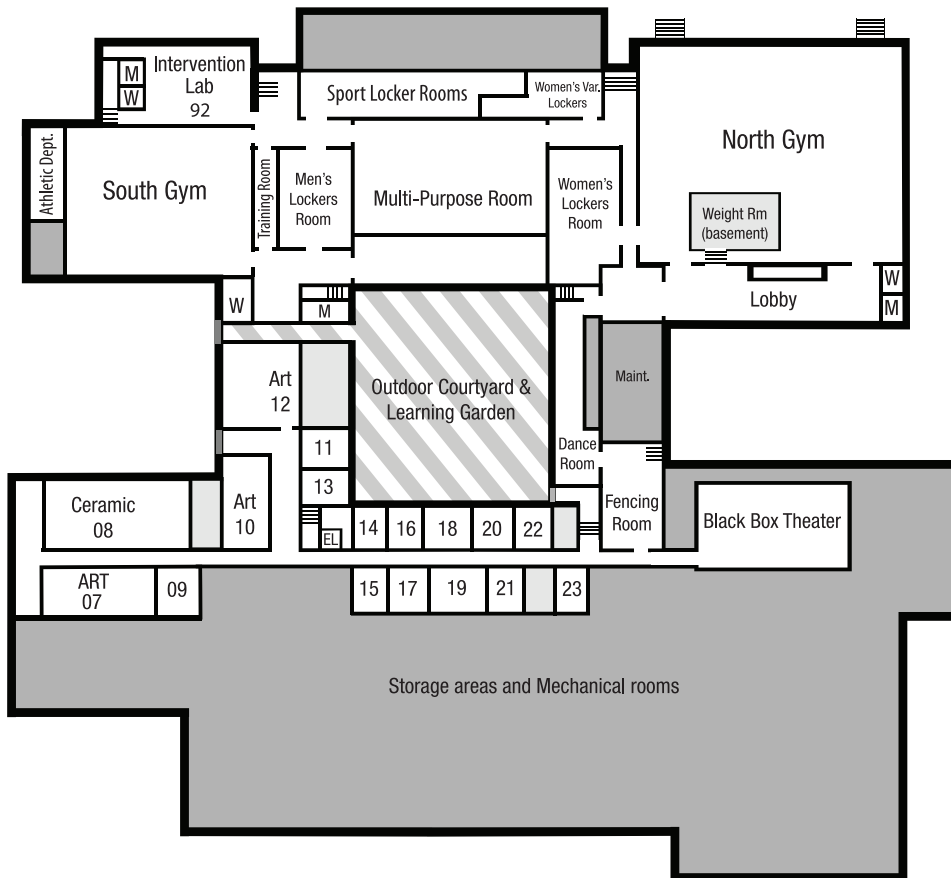 Intervention
Lab
92
M
W
Sport Locker Rooms
Women's Var.
Lockers
North Gym
Athletic Dept.
South Gym
Training Room
Men's
Lockers
Room
Multi-Purpose Room
Women's
Lockers
Room
Weight Rm
(basement)
Lobby
W
M
W
M
Art
12
Outdoor Courtyard &
Learning Garden
Maint.
11
13
Dance
Room
Ceramic
08
Art
10
EL
14
16
18
20
22
Fencing
Room
Black Box Theater
ART
07
09
15
17
19
21
23
Storage areas and Mechanical rooms